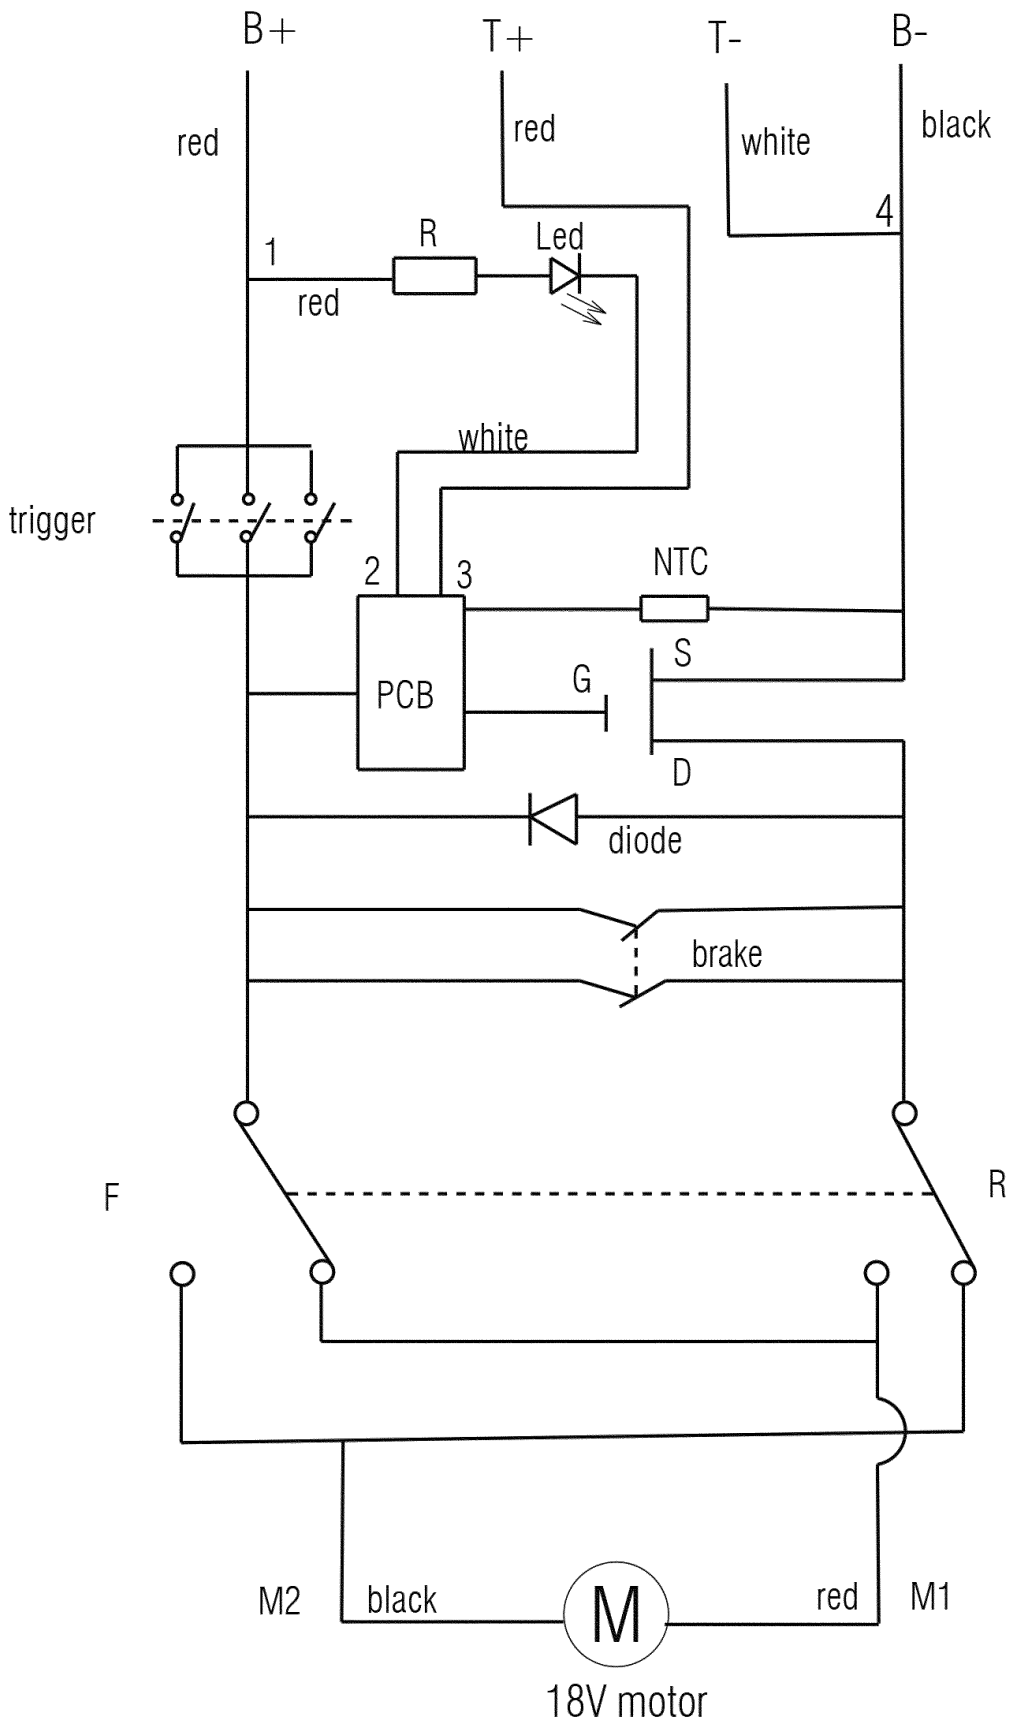 B+ T+ T- B-
red red white black
4
1 R Led
red
white
trigger
2 3 NTC
S
G
PCB
D
diode
brake
F R
M2 black M red M1
18V motor